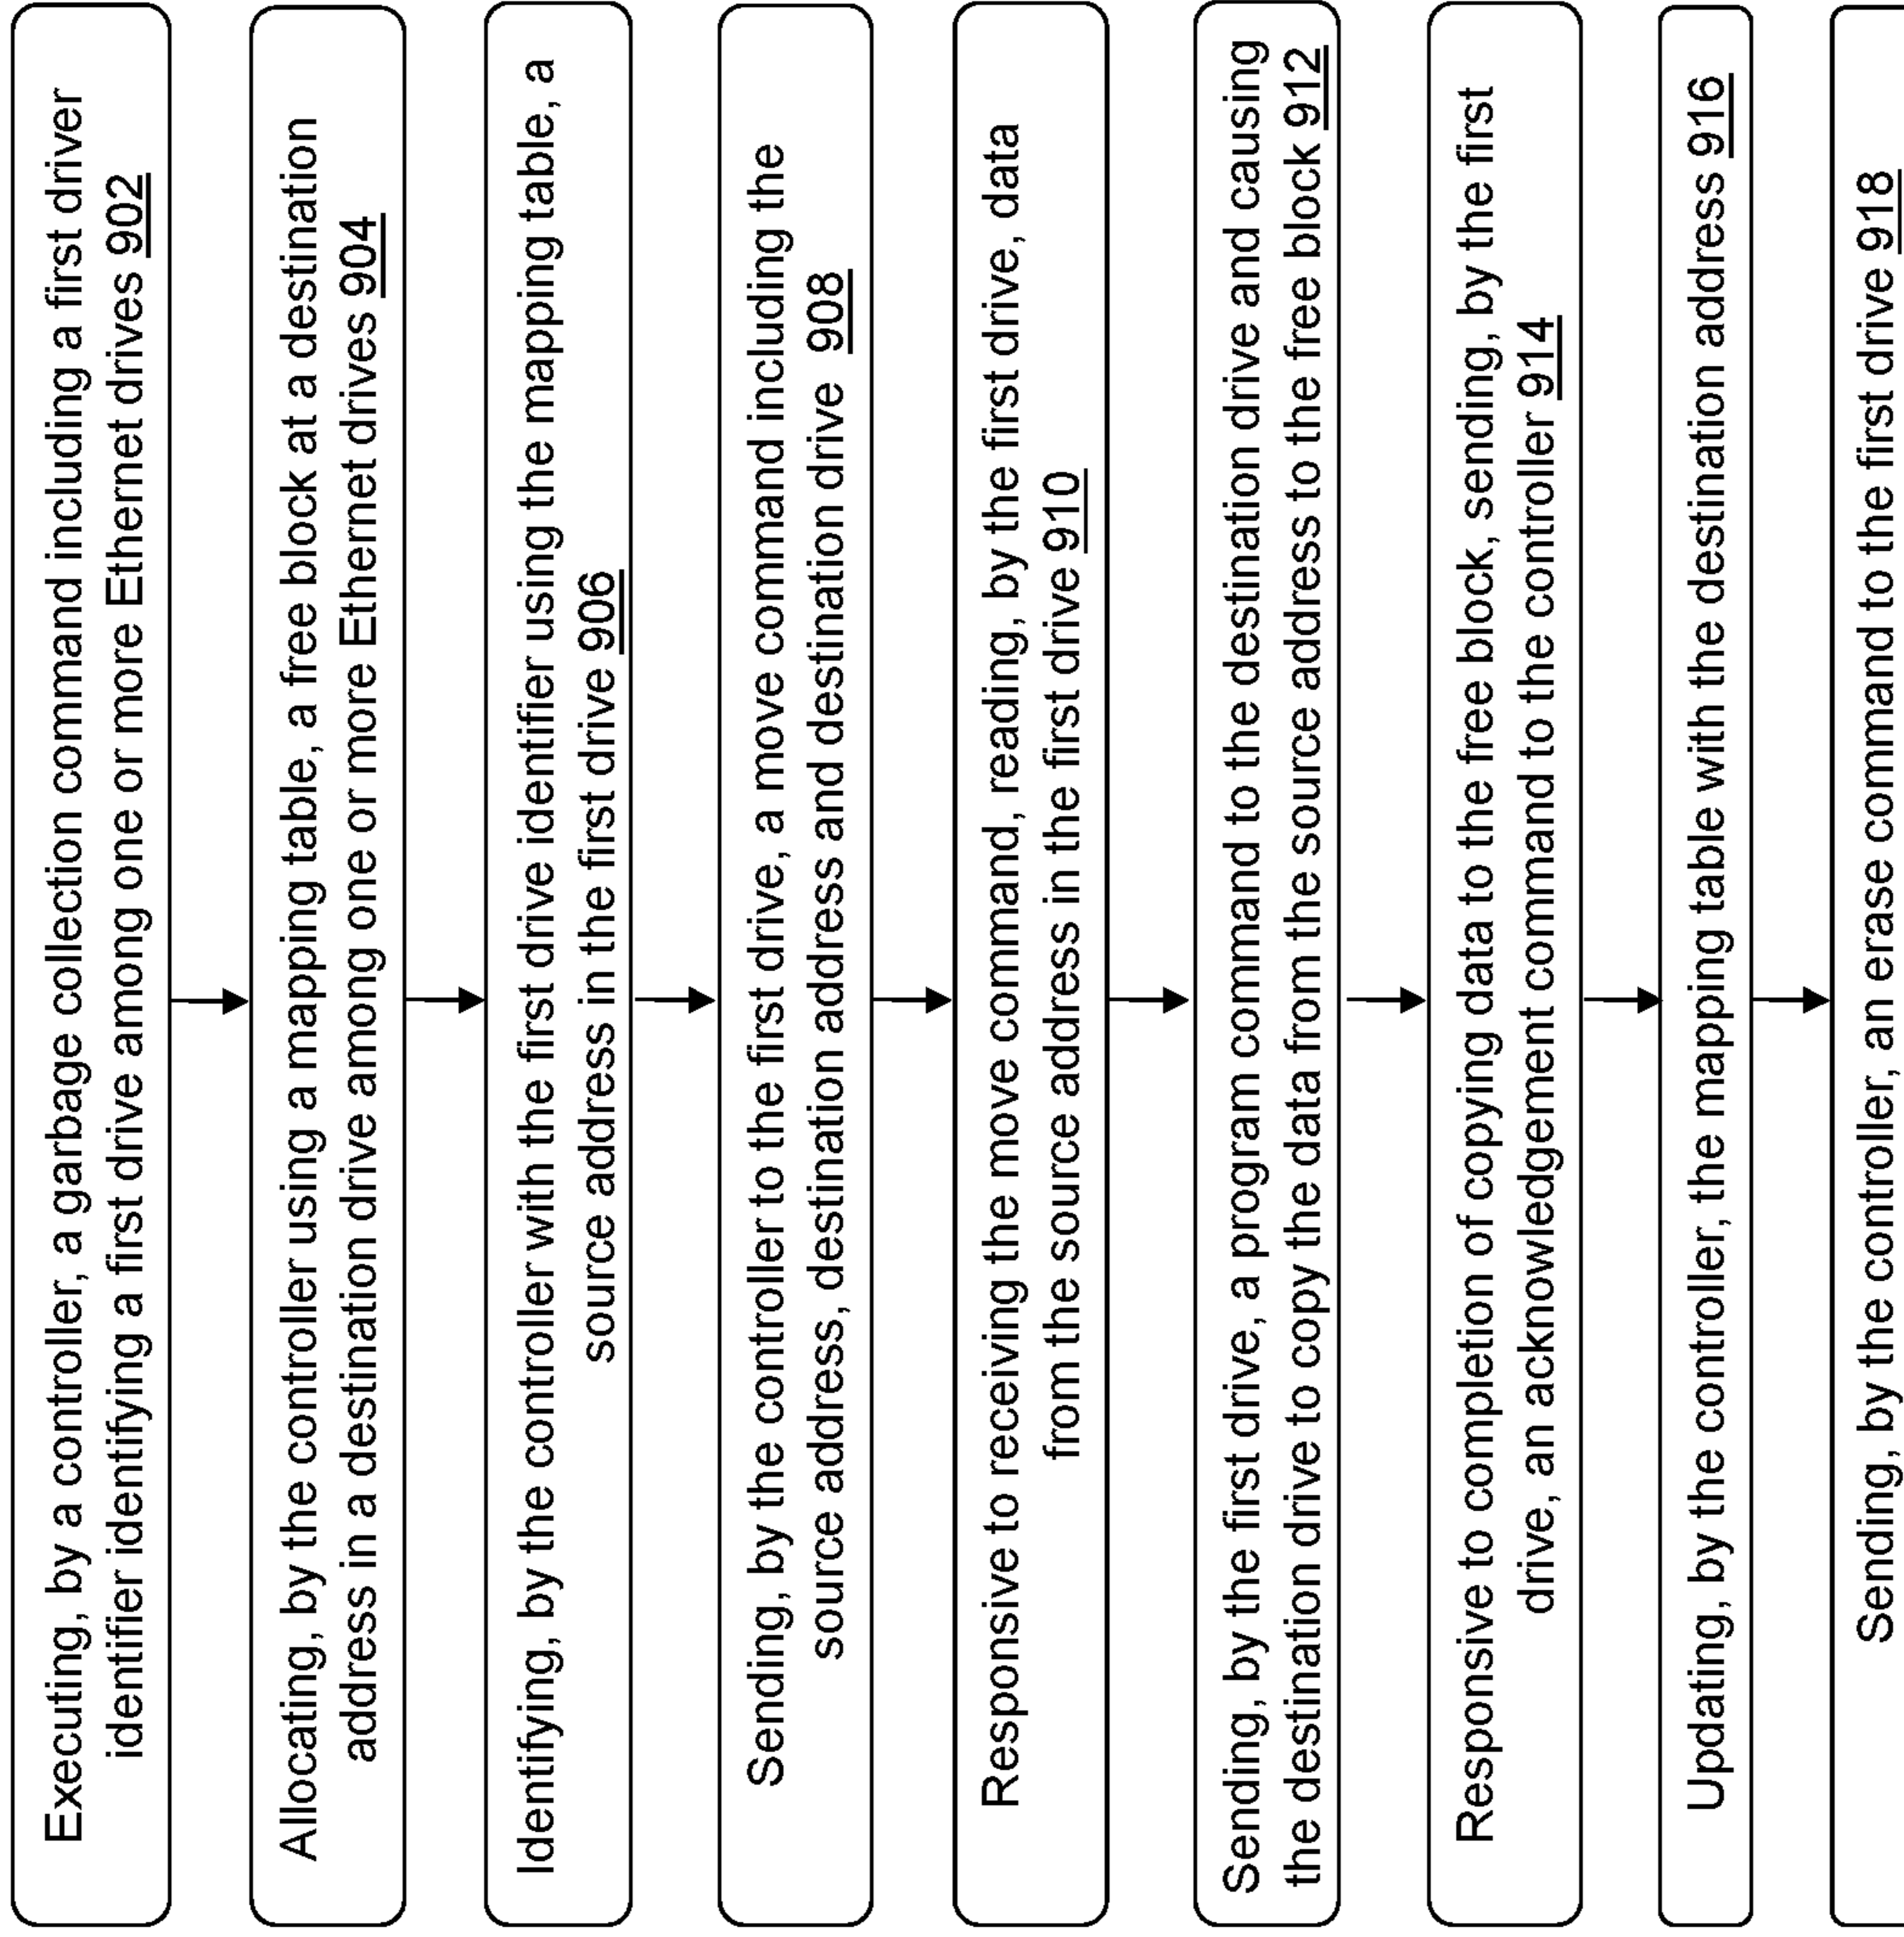 Executing, by a controller, a garbage collection command including a first driver
identifier identifying a first drive among one or more Ethernet drives 902
Allocating, by the controller using a mapping table, a free block at a destination
address in a destination drive among one or more Ethernet drives 904
Identifying, by the controller with the first drive identifier using the mapping table, a
source address in the first drive 906
Sending, by the controller to the first drive, a move command including the
source address, destination address and destination drive 908
Responsive to receiving the move command, reading, by the first drive, data
from the source address in the first drive 910
Sending, by the first drive, a program command to the destination drive and causing
the destination drive to copy the data from the source address to the free block 912
Responsive to completion of copying data to the free block, sending, by the first
drive, an acknowledgement command to the controller 914
Updating, by the controller, the mapping table with the destination address 916
Sending, by the controller, an erase command to the first drive 918